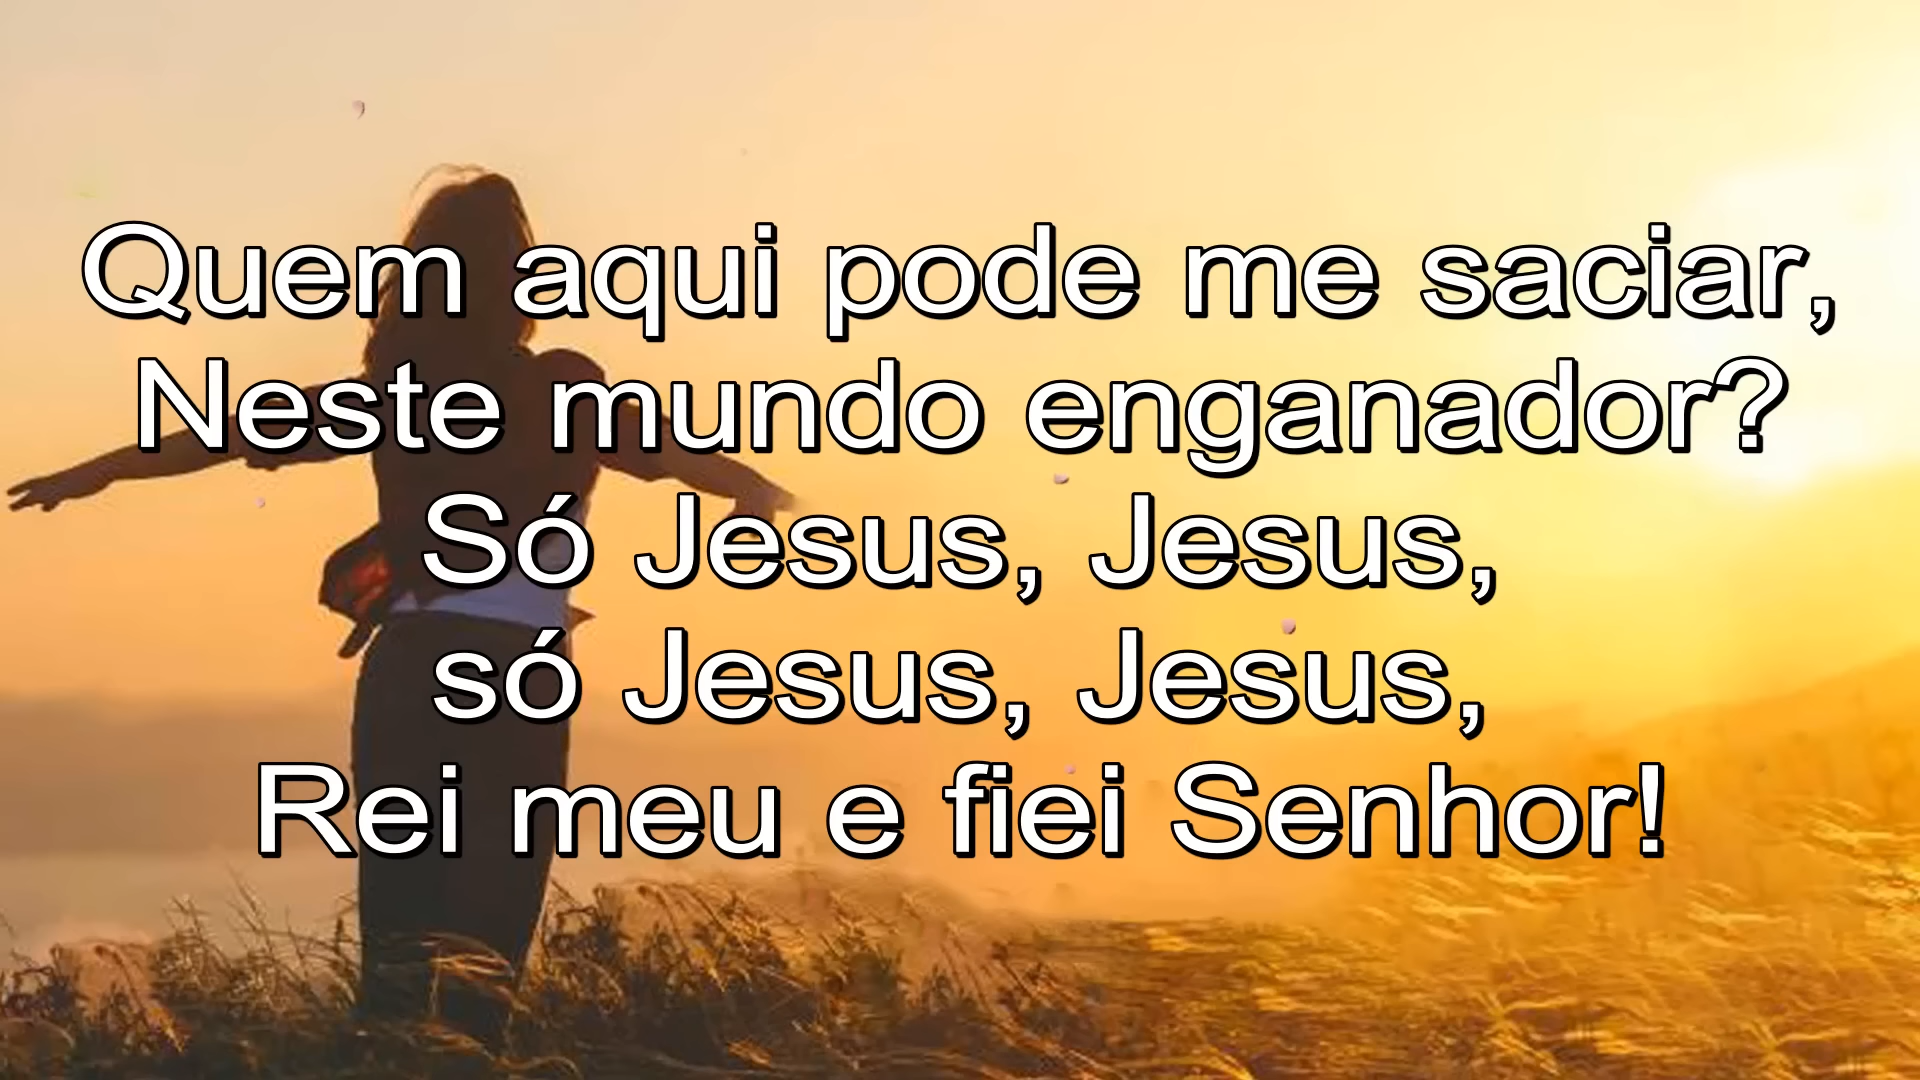 Quem aqui pode me saciar,
Neste mundo enganador?
Só Jesus, Jesus,
só Jesus, Jesus,
Rei meu e fiei Senhor!